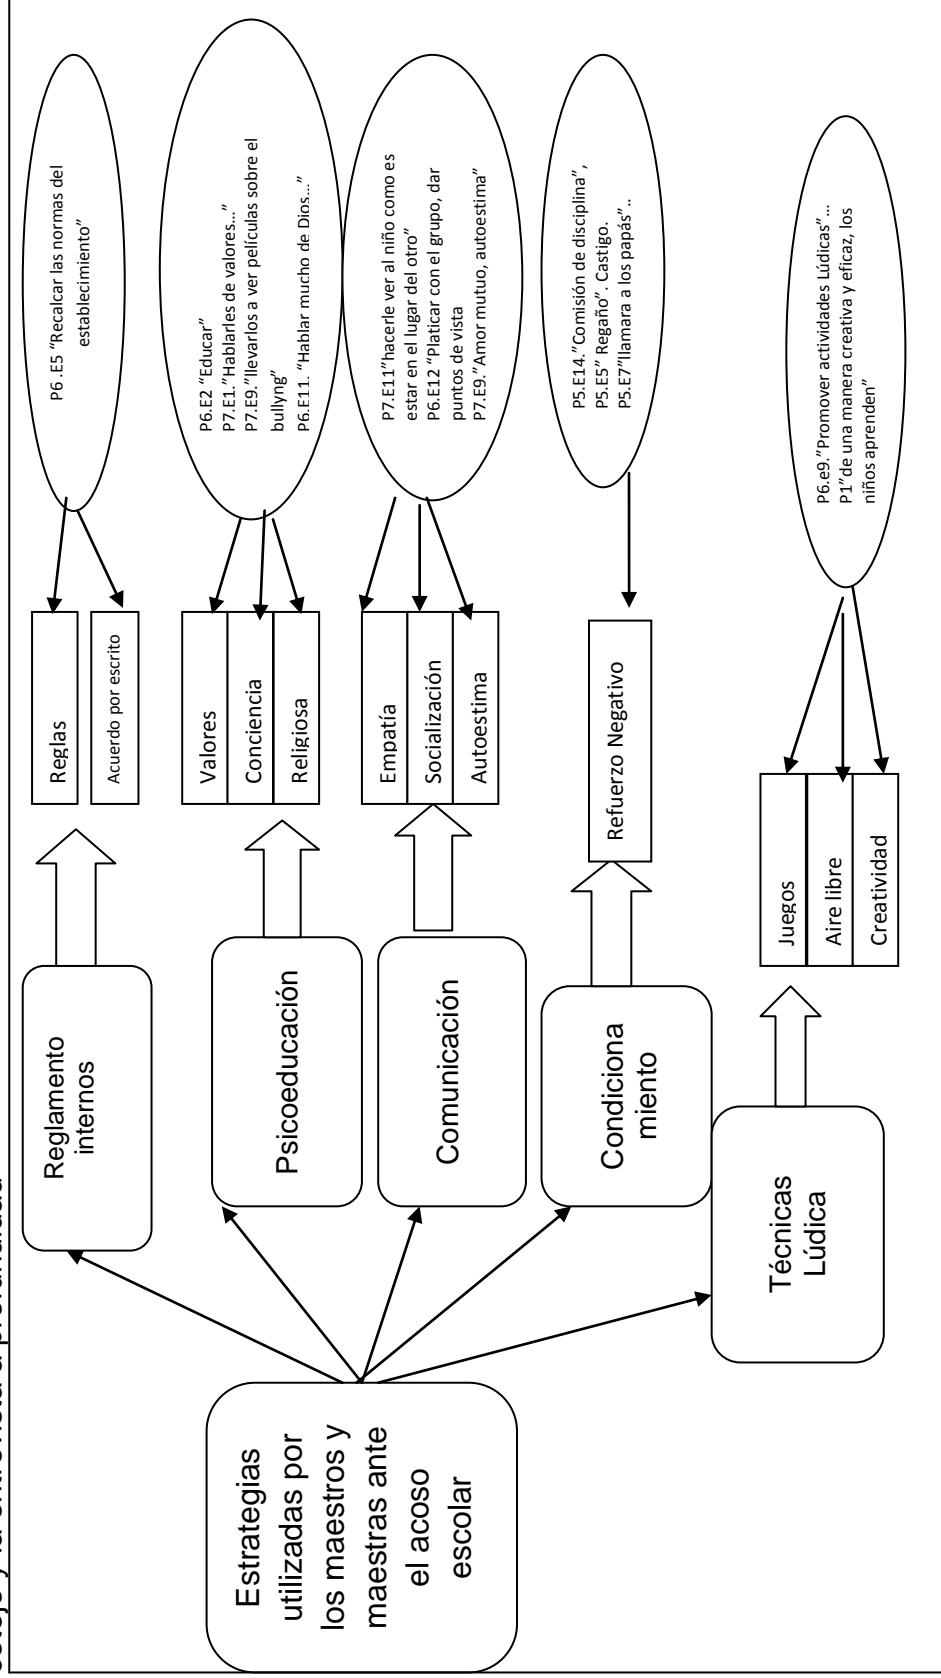 Estrategias
utilizadas por
los maestros y
maestras ante
el acoso
escolar
Reglamento
internos
Reglas
Acuerdo por escrito
P6 .E5 “Recalcar las normas del
establecimiento”
Psicoeducación
Valores
Conciencia
Religiosa
P6.E2 “Educar”
P7.E1.”Hablarles de valores...”
P7.E9.”llevarlos a ver películas sobre el
bullyng”
P6.E11. “Hablar mucho de Dios...”
Comunicación
Empatía
Socialización
Autoestima
P7.E11”hacerle ver al niño como es
estar en el lugar del otro”
P6.E12 “Platicar con el grupo, dar
puntos de vista
P7.E9.”Amor mutuo, autoestima”
Condiciona
miento
Refuerzo Negativo
P5.E14.”Comisión de disciplina”,
P5.E5” Regaño”. Castigo.
P5.E7”llamara a los papás”..
Técnicas
Lúdica
Juegos
Aire libre
Creatividad
P6.e9.”Promover actividades Lúdicas”...
P1”de una manera creativa y eficaz, los
niños aprenden”